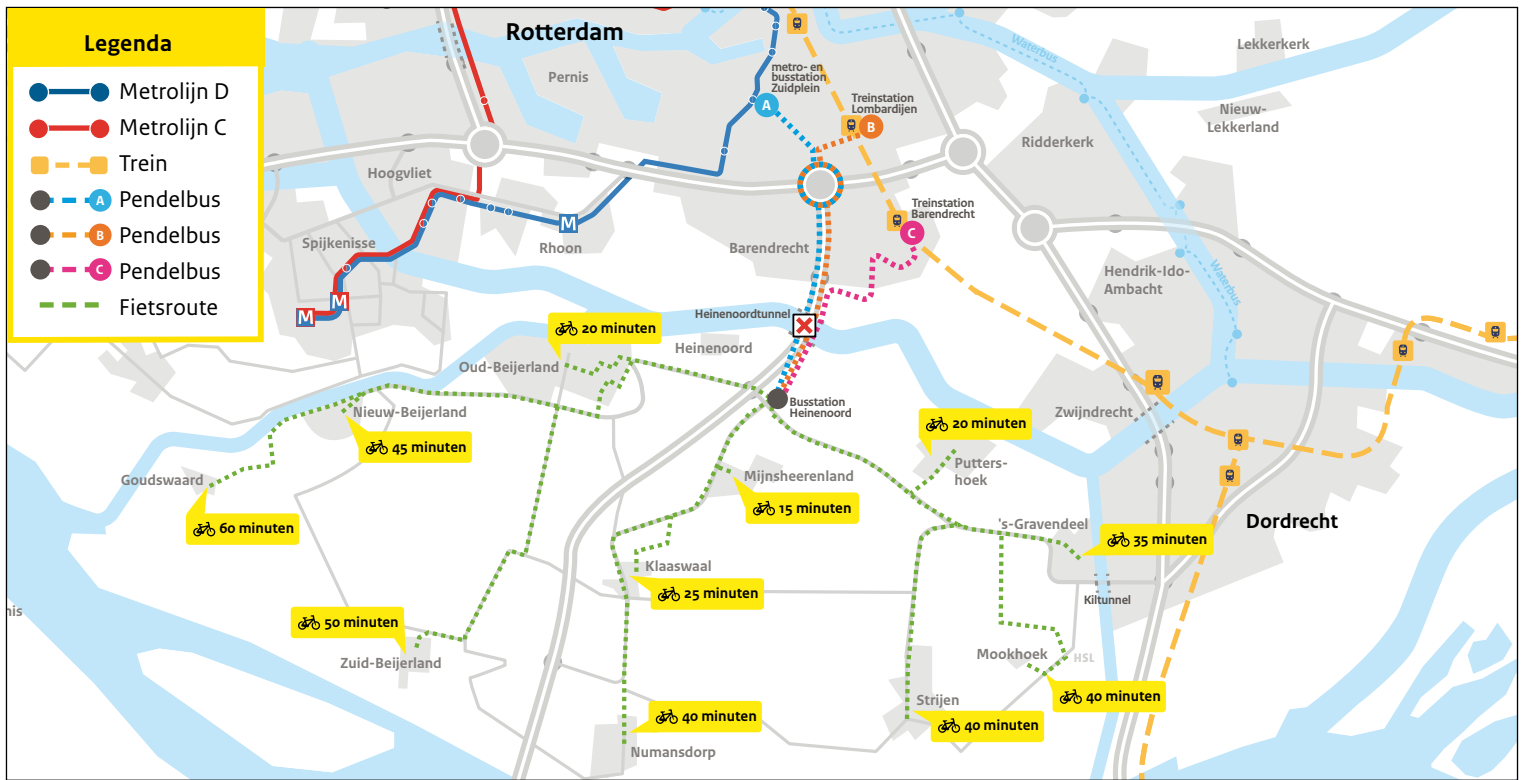 Legenda
Metrolijn D
Metrolijn C
Trein
A Pendelbus
B Pendelbus
C Pendelbus
Fietsroute
Rotterdam
Pernis
metro- en
busstation
Zuidplein
A
Treinstation
Lombardijen
B
Waterbus
Lekkerkerk
Nieuw-
Lekkerland
Ridderkerk
Hoogvliet
Spijkenisse
M
M
M
Rhoon
Barendrecht
Treinstation
Barendrecht
C
Hendrik-Ido-
Ambacht
Waterbus
Heinenoordtunnel
20 minuten
Heinenoord
Oud-Beijerland
Busstation
Heinenoord
Nieuw-Beijerland
45 minuten
Zwijndrecht
20 minuten
Putters-
hoek
Goudswaard
60 minuten
Mijnsheerenland
15 minuten
's-Gravendeel
35 minuten
Dordrecht
Klaaswaal
25 minuten
Kiltunnel
nis
50 minuten
Zuid-Beijerland
Mookhoek
HSL
40 minuten
Strijen
40 minuten
40 minuten
Numansdorp